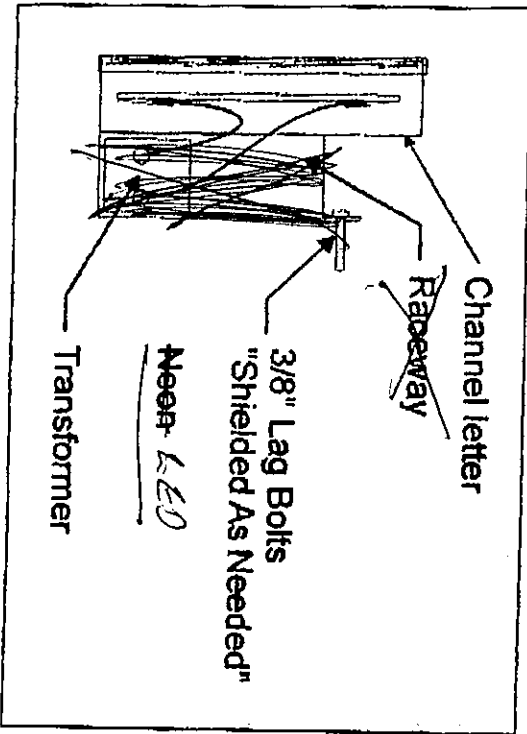 Channel letter
Raceway
3/8" Lag Bolts
"Shielded As Needed"
Neon LED
Transformer